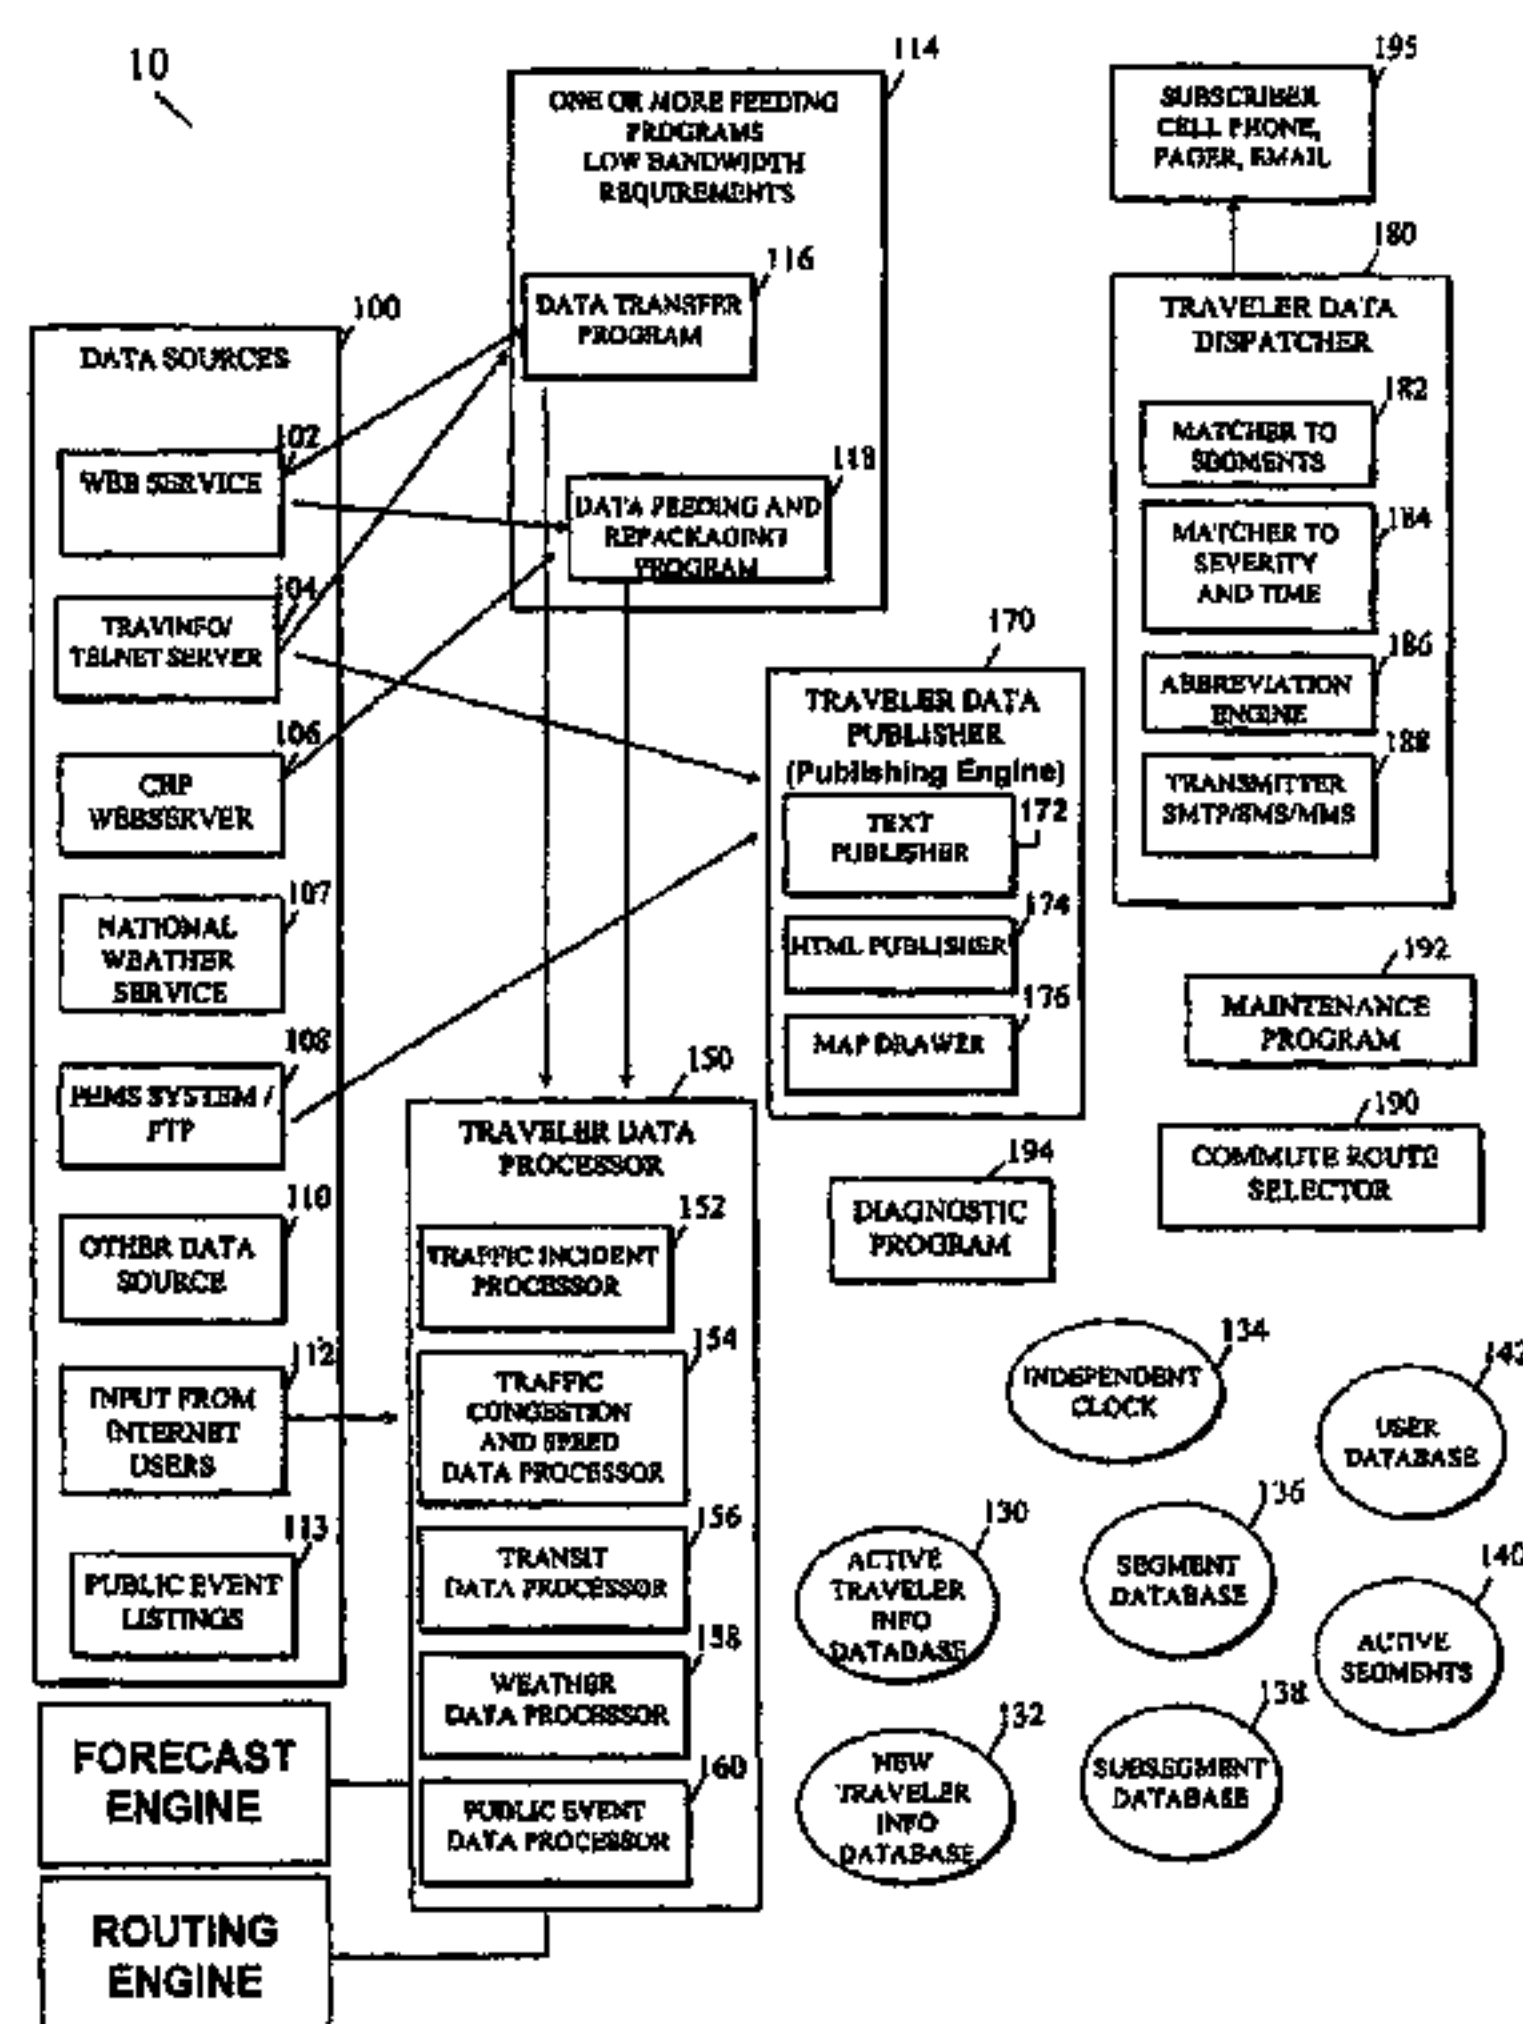 10
114
ONE OR MORE FEEDING
PROGRAMS
LOW BANDWIDTH
REQUIREMENTS
116
DATA TRANSFER
PROGRAM
118
DATA FEEDING AND
REPACKAGING
PROGRAM
195
SUBSCRIBER
CELL PHONE,
PAGER, EMAIL
180
TRAVELER DATA
DISPATCHER
182
MATCHER TO
SEGMENTS
184
MATCHER TO
SEVERITY
AND TIME
186
ABBREVIATION
ENGINE
188
TRANSMITTER
SMTP/SMS/MMS
100
DATA SOURCES
102
WEB SERVICE
104
TRAVINFO/
TELNET SERVER
106
CHP
WEBSERVER
107
NATIONAL
WEATHER
SERVICE
108
PEMS SYSTEM /
FTP
110
OTHER DATA
SOURCE
112
INPUT FROM
INTERNET
USERS
113
PUBLIC EVENT
LISTINGS
170
TRAVELER DATA
PUBLISHER
(Publishing Engine)
172
TEXT
PUBLISHER
174
HTML PUBLISHER
176
MAP DRAWER
192
MAINTENANCE
PROGRAM
190
COMMUTE ROUTE
SELECTOR
194
DIAGNOSTIC
PROGRAM
150
TRAVELER DATA
PROCESSOR
152
TRAFFIC INCIDENT
PROCESSOR
154
TRAFFIC
CONGESTION
AND SPEED
DATA PROCESSOR
156
TRANSIT
DATA PROCESSOR
158
WEATHER
DATA PROCESSOR
160
PUBLIC EVENT
DATA PROCESSOR
134
INDEPENDENT
CLOCK
142
USER
DATABASE
130
ACTIVE
TRAVELER
INFO
DATABASE
136
SEGMENT
DATABASE
140
ACTIVE
SEGMENTS
132
NEW
TRAVELER
INFO
DATABASE
138
SUBSEGMENT
DATABASE
FORECAST
ENGINE
ROUTING
ENGINE